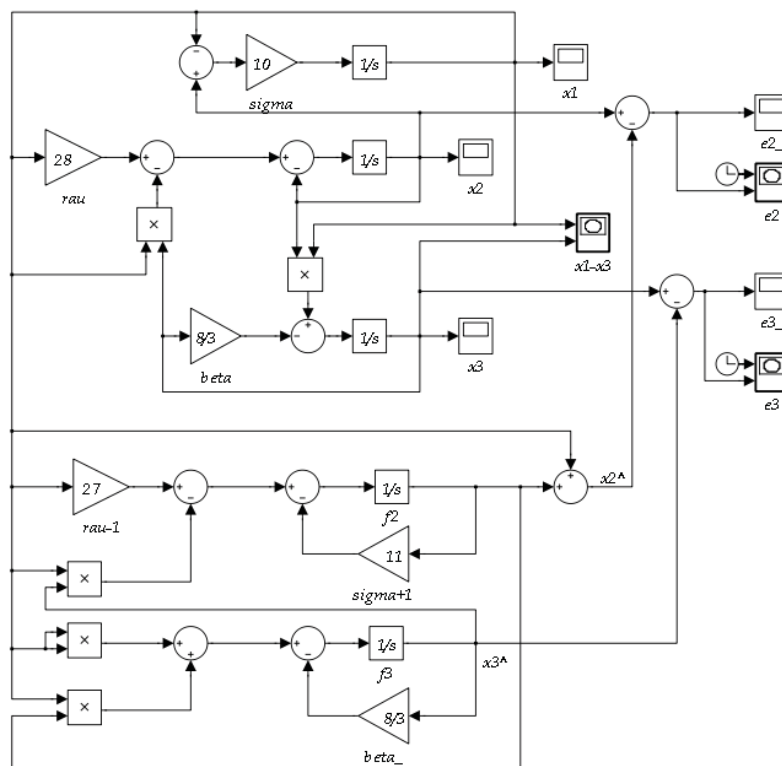 10
1/s
sigma
x1
28
1/s
rau
x2
e2_
×
e2
x1-x3
×
8/3
1/s
beta
x3
e3_
e3
27
1/s
x2^
rau-1
f2
11
×
sigma+1
×
1/s
x3^
f3
×
8/3
beta_